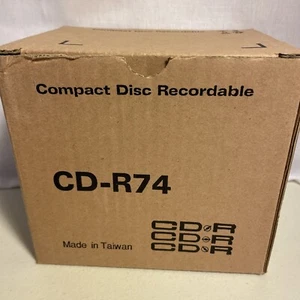 Compact Disc Recordable
CD-R74
Made in Taiwan
CD-R
CD-R
CD-R